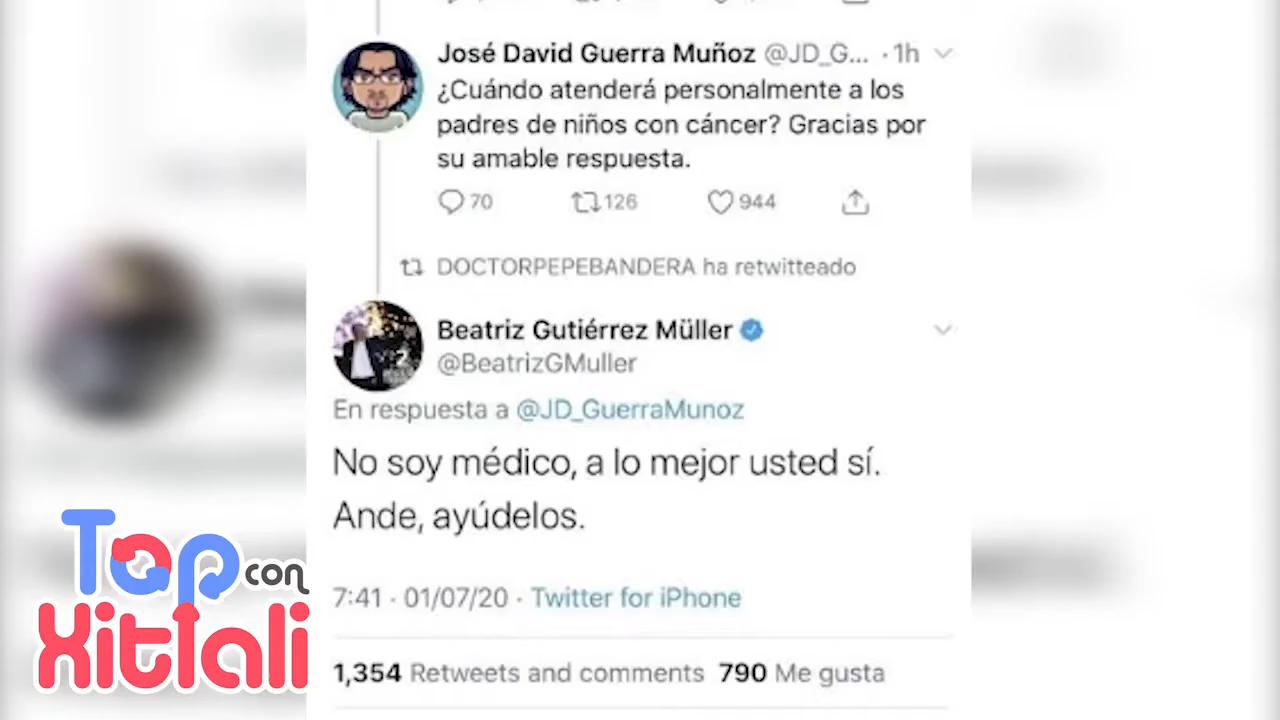 José David Guerra Muñoz @JD_G... · 1h
¿Cuándo atenderá personalmente a los
padres de niños con cáncer? Gracias por
su amable respuesta.
70 126 944
DOCTORPEPEBANDERA ha retwitteado
Beatriz Gutiérrez Müller
@BeatrizGMuller
En respuesta a @JD_GuerraMunoz
No soy médico, a lo mejor usted sí.
Ande, ayúdelos.
7:41 · 01/07/20 · Twitter for iPhone
1,354 Retweets and comments 790 Me gusta
Top con
Xitlali